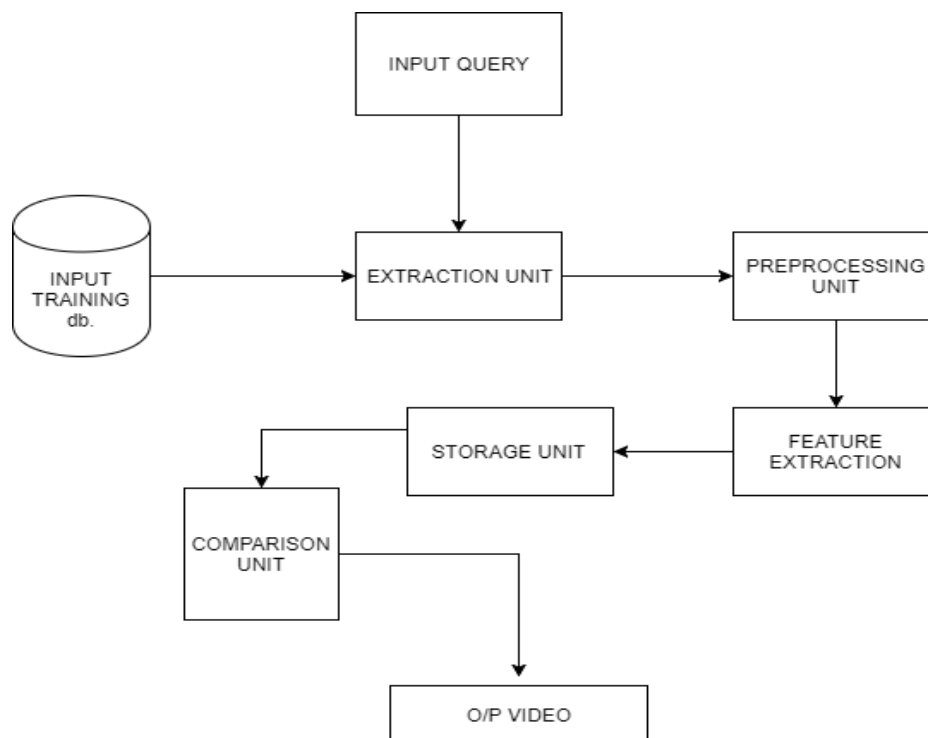 INPUT QUERY
INPUT
TRAINING
db.
EXTRACTION UNIT
PREPROCESSING
UNIT
STORAGE UNIT
FEATURE
EXTRACTION
COMPARISON
UNIT
O/P VIDEO